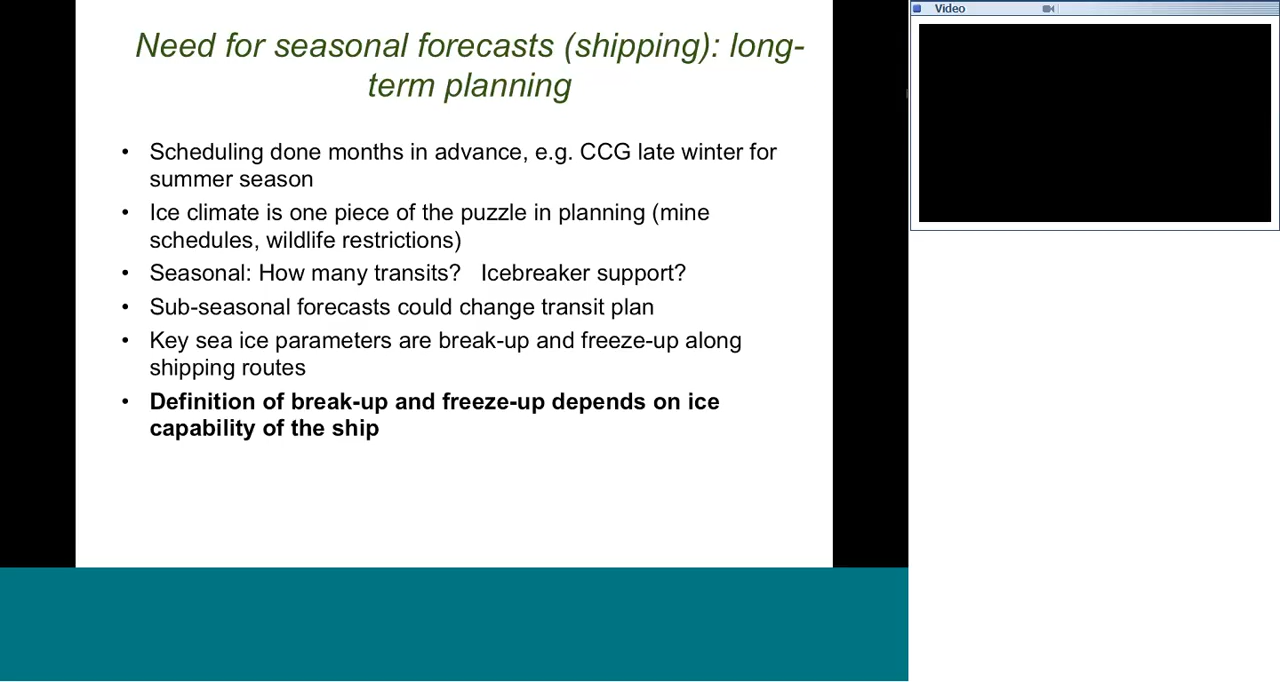 Need for seasonal forecasts (shipping): long-
term planning
• Scheduling done months in advance, e.g. CCG late winter for
summer season
• Ice climate is one piece of the puzzle in planning (mine
schedules, wildlife restrictions)
• Seasonal: How many transits? Icebreaker support?
• Sub-seasonal forecasts could change transit plan
• Key sea ice parameters are break-up and freeze-up along
shipping routes
• Definition of break-up and freeze-up depends on ice
capability of the ship
Video